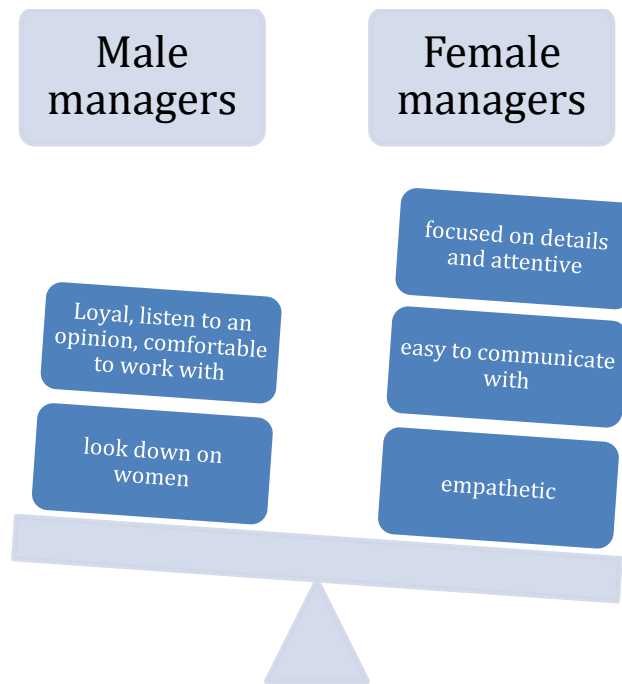 Male
managers
Female
managers
Loyal, listen to an
opinion, comfortable
to work with
look down on
women
focused on details
and attentive
easy to communicate
with
empathetic